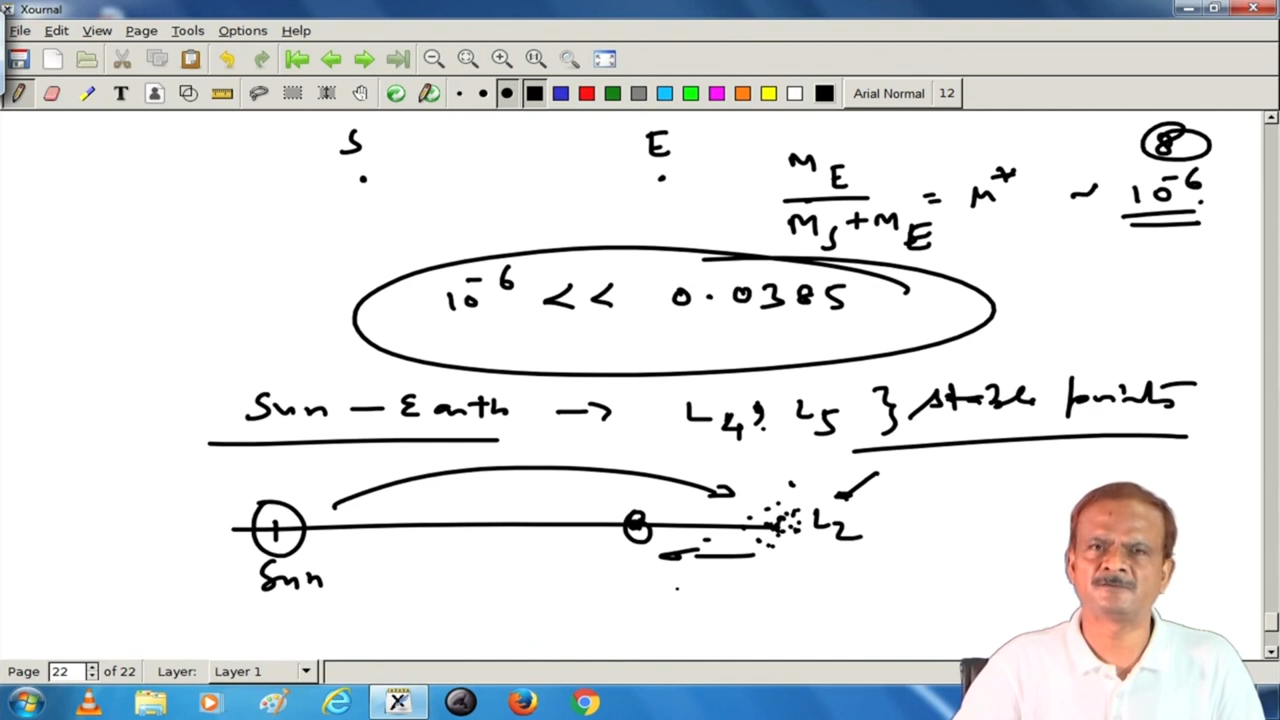 Xournal
File Edit View Page Tools Options Help
Arial Normal 12
S E
8
M_E
M_S + M_E = μ* ~ 10^-6
10^-6 << 0.0385
Sun - Earth → L4, L5 } stable points
L2
Sun
Page 22 of 22 Layer: Layer 1